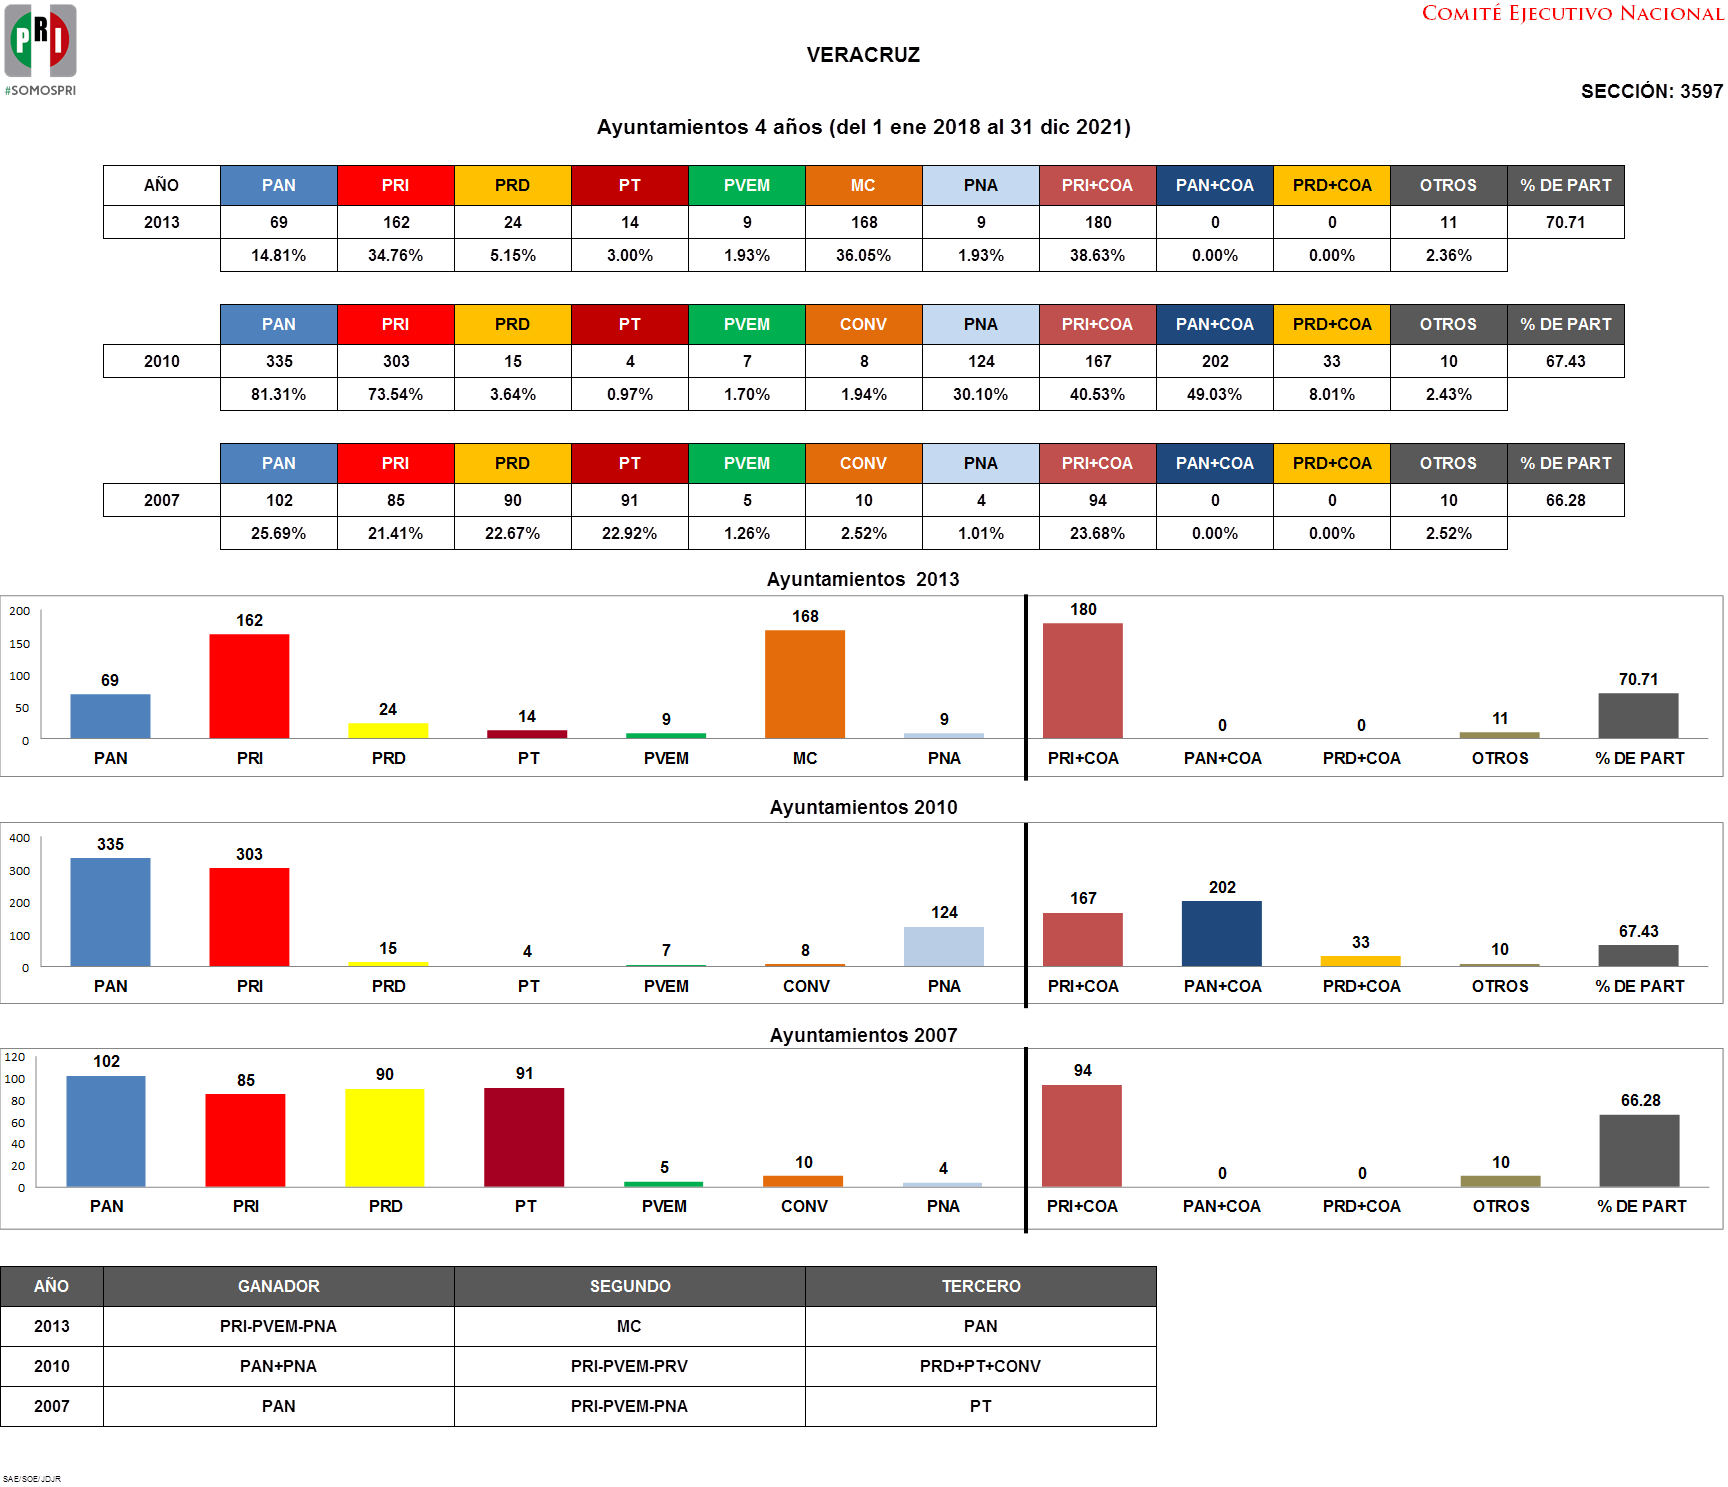 PRI
#SOMOSPRI
COMITÉ EJECUTIVO NACIONAL
VERACRUZ
SECCIÓN: 3597
Ayuntamientos 4 años (del 1 ene 2018 al 31 dic 2021)
AÑO PAN PRI PRD PT PVEM MC PNA PRI+COA PAN+COA PRD+COA OTROS % DE PART
2013 69 162 24 14 9 168 9 180 0 0 11 70.71
14.81% 34.76% 5.15% 3.00% 1.93% 36.05% 1.93% 38.63% 0.00% 0.00% 2.36%
PAN PRI PRD PT PVEM CONV PNA PRI+COA PAN+COA PRD+COA OTROS % DE PART
2010 335 303 15 4 7 8 124 167 202 33 10 67.43
81.31% 73.54% 3.64% 0.97% 1.70% 1.94% 30.10% 40.53% 49.03% 8.01% 2.43%
PAN PRI PRD PT PVEM CONV PNA PRI+COA PAN+COA PRD+COA OTROS % DE PART
2007 102 85 90 91 5 10 4 94 0 0 10 66.28
25.69% 21.41% 22.67% 22.92% 1.26% 2.52% 1.01% 23.68% 0.00% 0.00% 2.52%
Ayuntamientos 2013
200
150
100
50
0
69 162 24 14 9 168 9 180 0 0 11 70.71
PAN PRI PRD PT PVEM MC PNA PRI+COA PAN+COA PRD+COA OTROS % DE PART
Ayuntamientos 2010
400
300
200
100
0
335 303 15 4 7 8 124 167 202 33 10 67.43
PAN PRI PRD PT PVEM CONV PNA PRI+COA PAN+COA PRD+COA OTROS % DE PART
Ayuntamientos 2007
120
100
80
60
40
20
0
102 85 90 91 5 10 4 94 0 0 10 66.28
PAN PRI PRD PT PVEM CONV PNA PRI+COA PAN+COA PRD+COA OTROS % DE PART
AÑO GANADOR SEGUNDO TERCERO
2013 PRI-PVEM-PNA MC PAN
2010 PAN+PNA PRI-PVEM-PRV PRD+PT+CONV
2007 PAN PRI-PVEM-PNA PT
SAE/SOE/JDJR